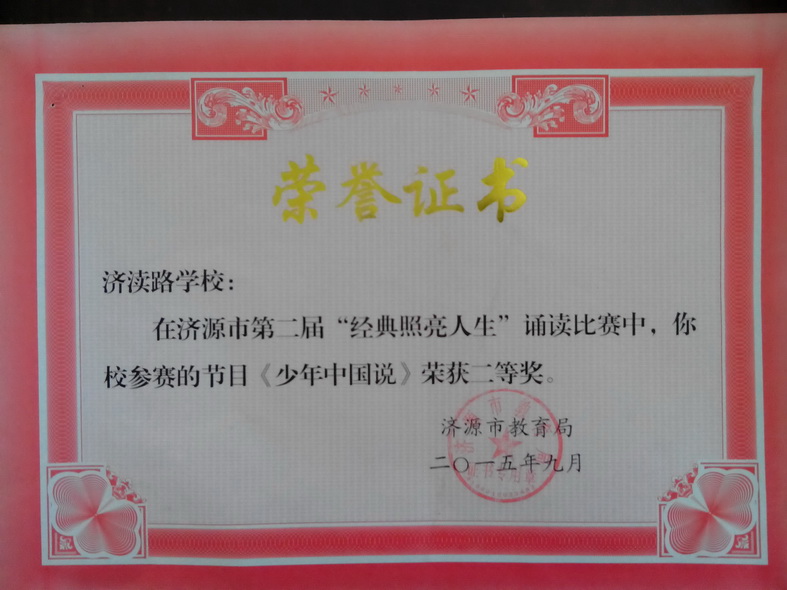 荣誉证书
济渎路学校：
在济源市第二届“经典照亮人生”诵读比赛中，你
校参赛的节目《少年中国说》荣获二等奖。
济源市教育局
二〇一五年九月